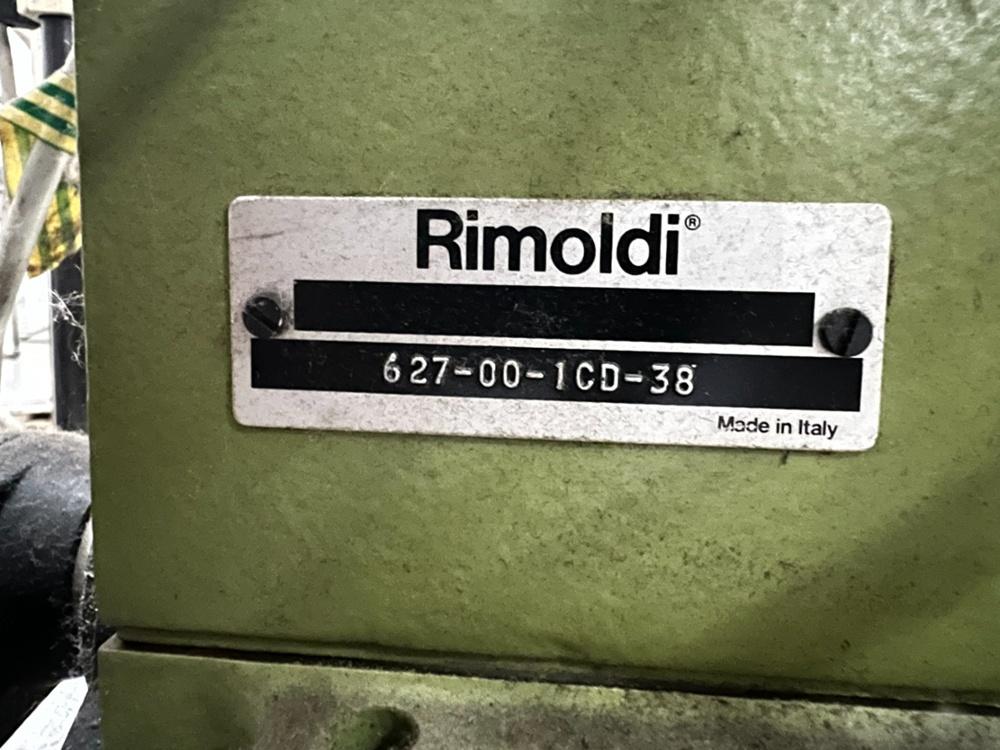 Rimoldi®
627-00-1CD-38
Made in Italy